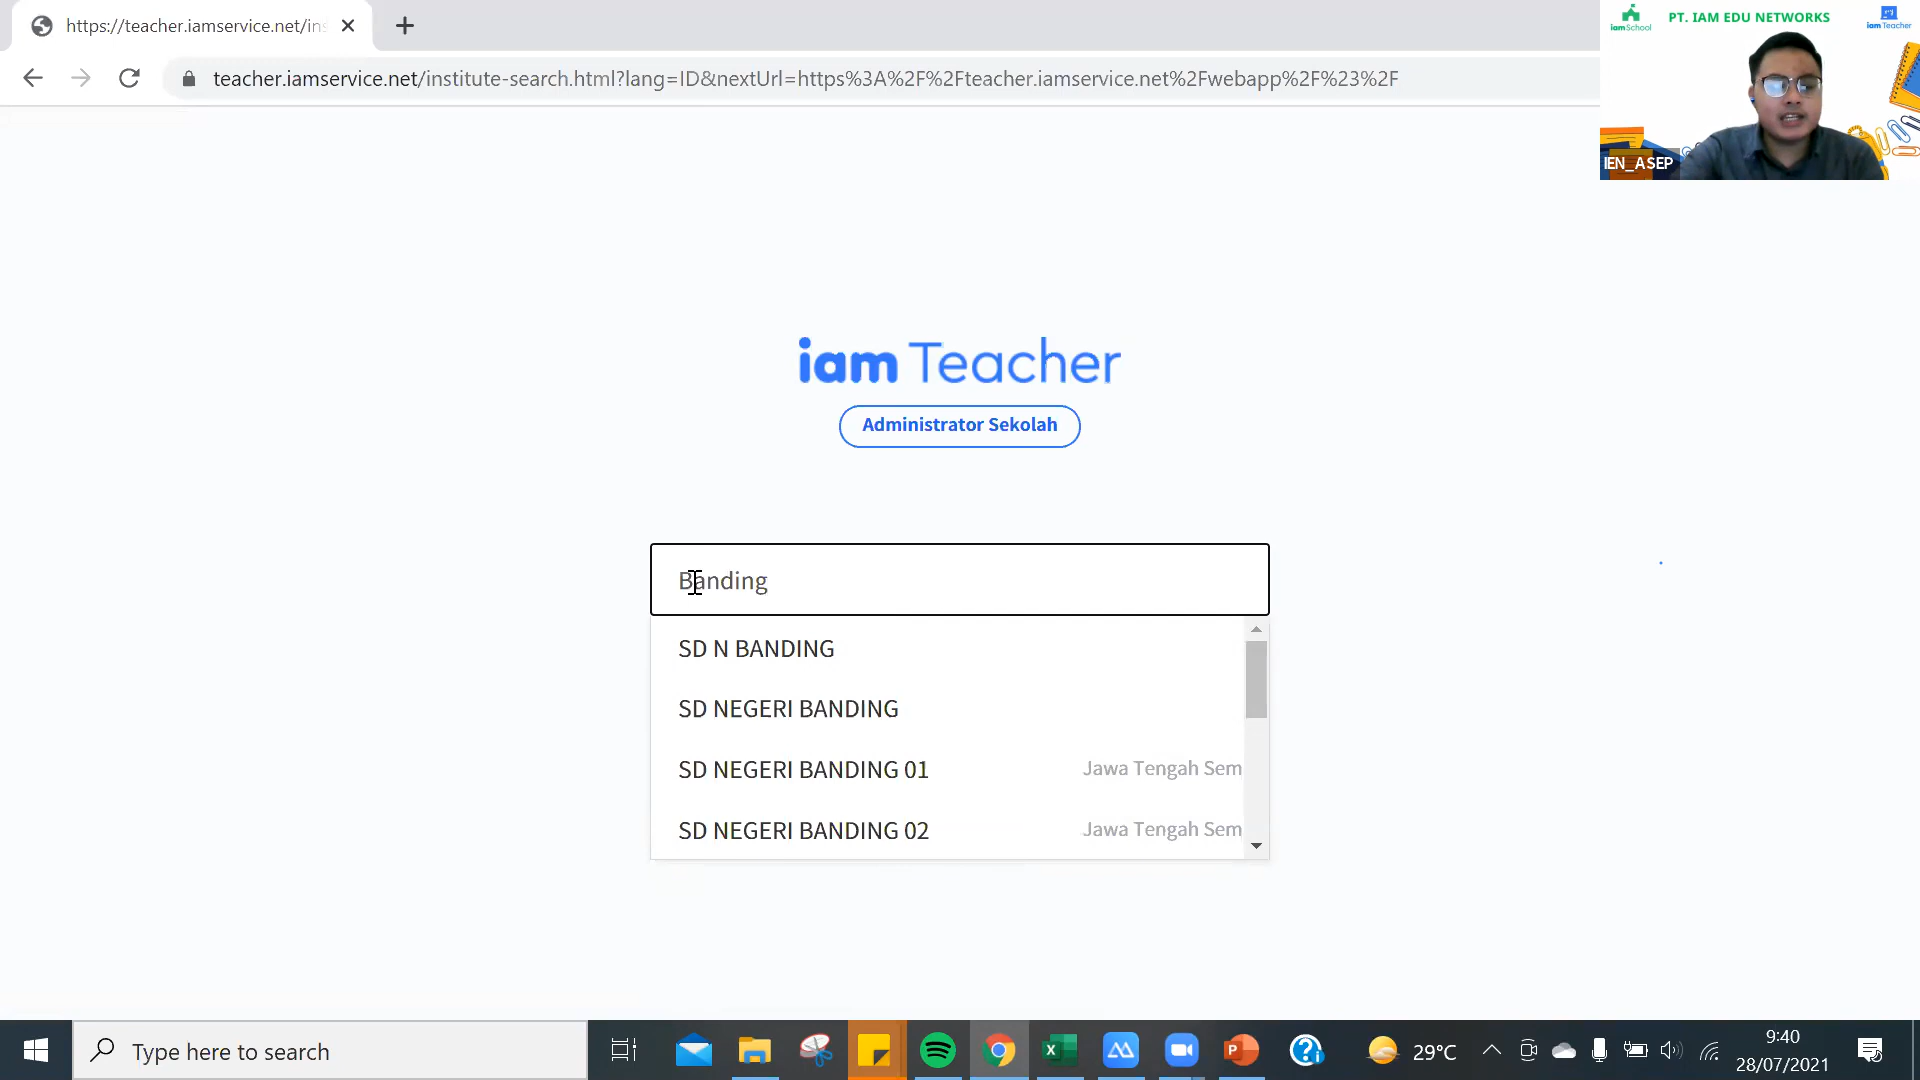 https://teacher.iamservice.net/ins
teacher.iamservice.net/institute-search.html?lang=ID&nextUrl=https%3A%2F%2Fteacher.iamservice.net%2Fwebapp%2F%23%2F
iamSchool
PT. IAM EDU NETWORKS
iamTeacher
IEN_ASEP
iam Teacher
Administrator Sekolah
Banding
SD N BANDING
SD NEGERI BANDING
SD NEGERI BANDING 01 Jawa Tengah Sem
SD NEGERI BANDING 02 Jawa Tengah Sem
Type here to search
29°C
9:40
28/07/2021